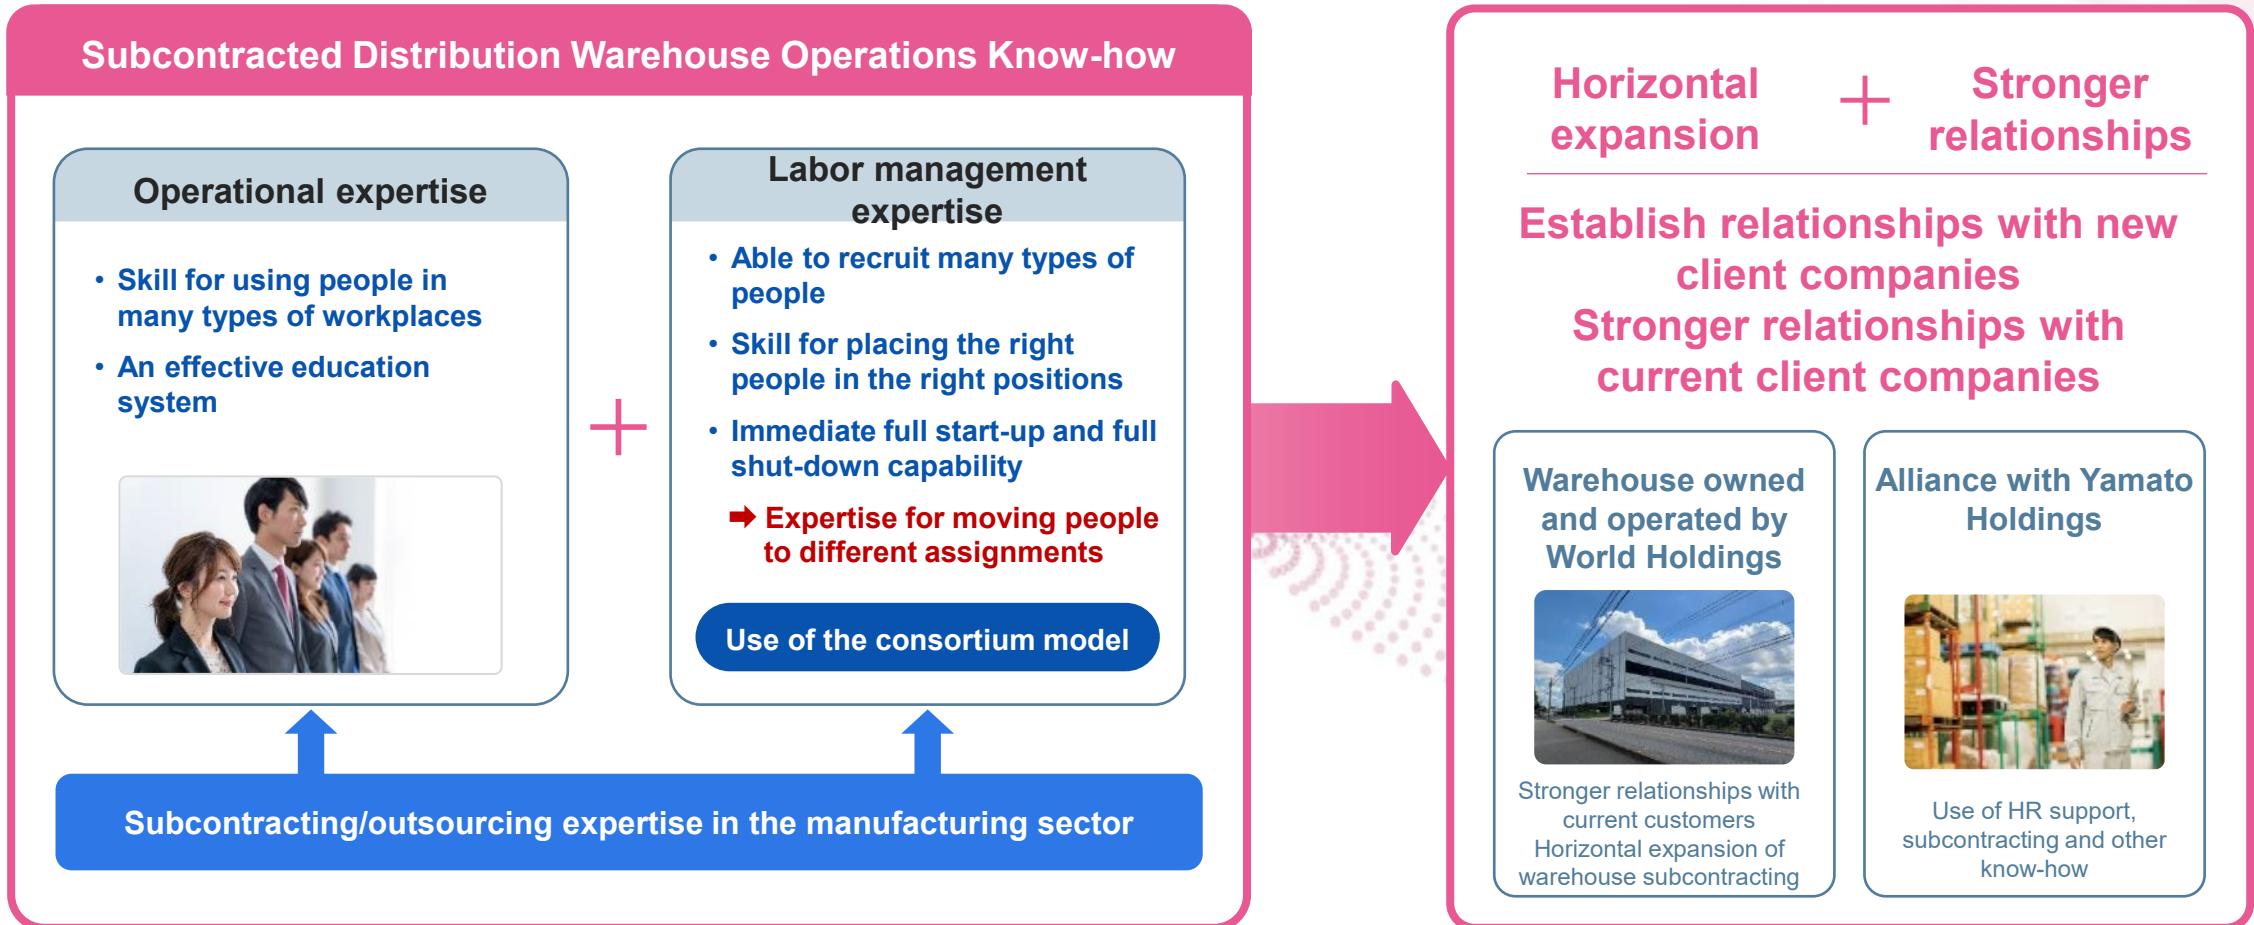 Subcontracted Distribution Warehouse Operations Know-how
Operational expertise
• Skill for using people in
many types of workplaces
• An effective education
system
+
Labor management
expertise
• Able to recruit many types of
people
• Skill for placing the right
people in the right positions
• Immediate full start-up and full
shut-down capability
➡ Expertise for moving people
to different assignments
Use of the consortium model
Subcontracting/outsourcing expertise in the manufacturing sector
Horizontal
expansion
+
Stronger
relationships
Establish relationships with new
client companies
Stronger relationships with
current client companies
Warehouse owned
and operated by
World Holdings
Stronger relationships with
current customers
Horizontal expansion of
warehouse subcontracting
Alliance with Yamato
Holdings
Use of HR support,
subcontracting and other
know-how